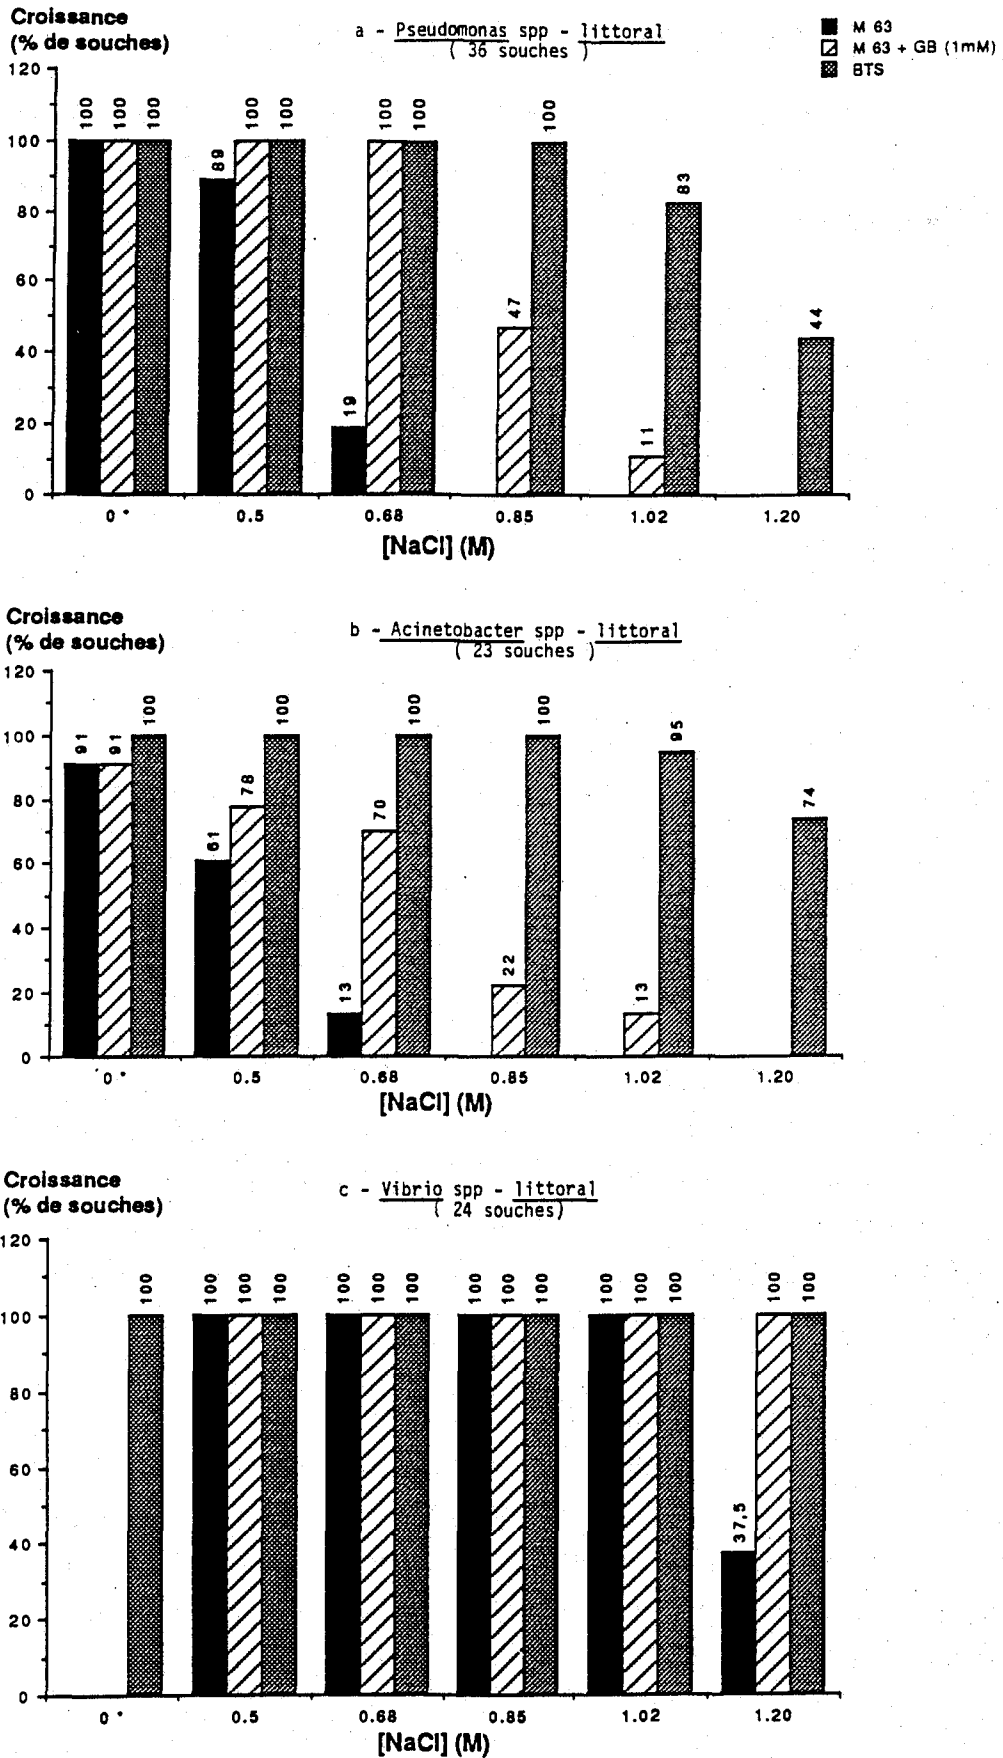 Croissance
(% de souches)
a - Pseudomonas spp - littoral
( 36 souches )
M 63
M 63 + GB (1mM)
BTS
120
100
80
60
40
20
0
100 100 100
89 100 100
19 100 100
47 100
11 83
44
0 * 0.5 0.68 0.85 1.02 1.20
[NaCl] (M)
Croissance
(% de souches)
b - Acinetobacter spp - littoral
( 23 souches )
120
100
80
60
40
20
0
91 91 100
61 78 100
13 70 100
22 100
13 95
74
0 * 0.5 0.68 0.85 1.02 1.20
[NaCl] (M)
Croissance
(% de souches)
c - Vibrio spp - littoral
( 24 souches)
120
100
80
60
40
20
0
100
100 100 100
100 100 100
100 100 100
100 100 100
37,5 100 100
0 * 0.5 0.68 0.85 1.02 1.20
[NaCl] (M)